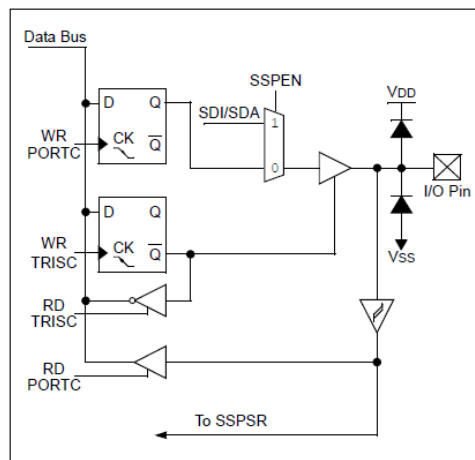 Data Bus
SSPEN
VDD
D Q
SDI/SDA
1
WR
PORTC
CK
Q
0
I/O Pin
D Q
WR
TRISC
CK
Q
VSS
RD
TRISC
RD
PORTC
To SSPSR